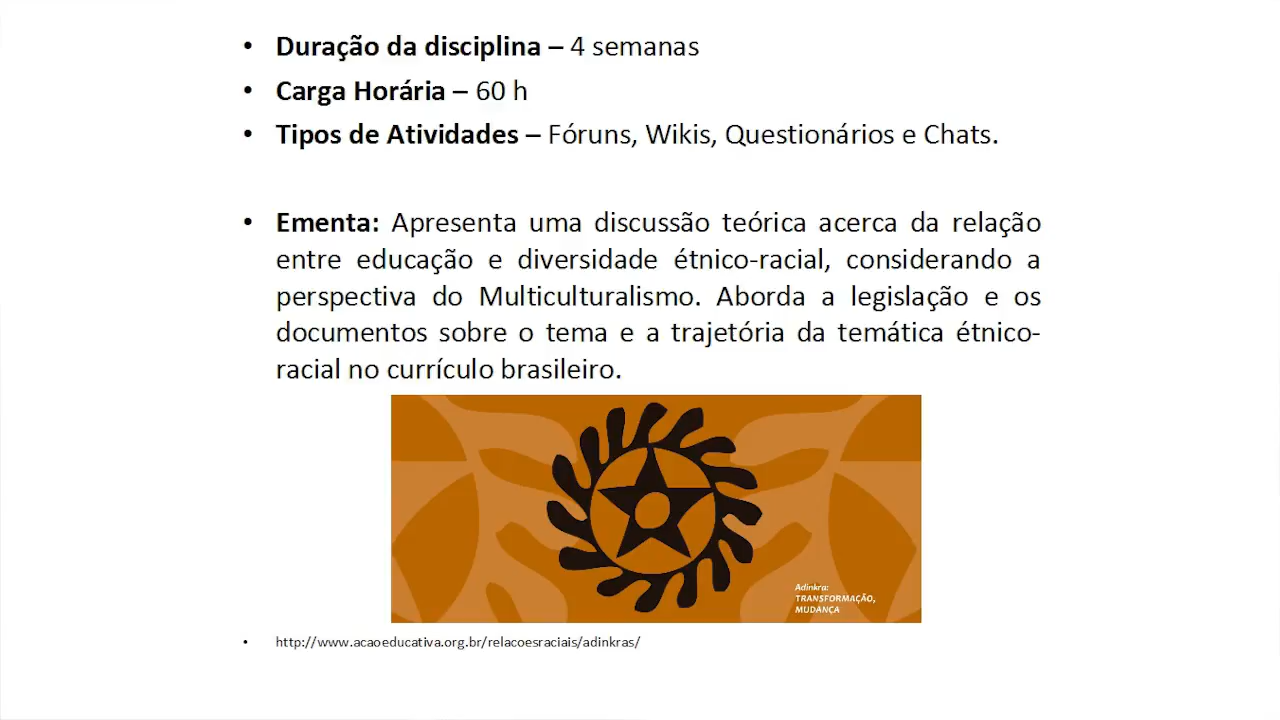 • Duração da disciplina – 4 semanas
• Carga Horária – 60 h
• Tipos de Atividades – Fóruns, Wikis, Questionários e Chats.
• Ementa: Apresenta uma discussão teórica acerca da relação
entre educação e diversidade étnico-racial, considerando a
perspectiva do Multiculturalismo. Aborda a legislação e os
documentos sobre o tema e a trajetória da temática étnico-
racial no currículo brasileiro.
Adinkra:
TRANSFORMAÇÃO,
MUDANÇA
• http://www.acaoeducativa.org.br/relacoesraciais/adinkras/